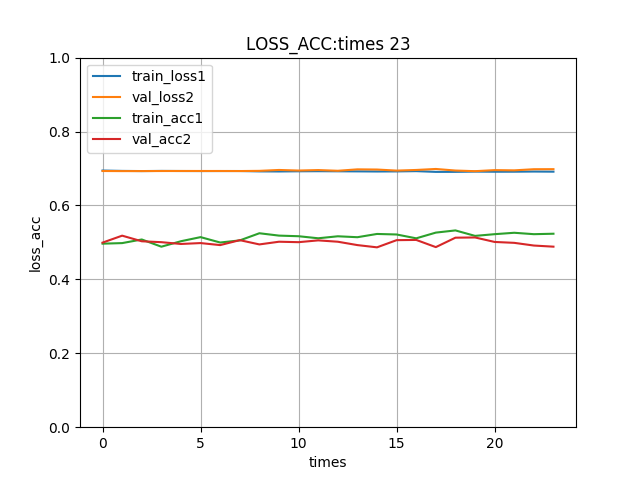 LOSS_ACC:times 23
1.0
0.8
0.6
0.4
0.2
0.0
loss_acc
train_loss1
val_loss2
train_acc1
val_acc2
0 5 10 15 20
times